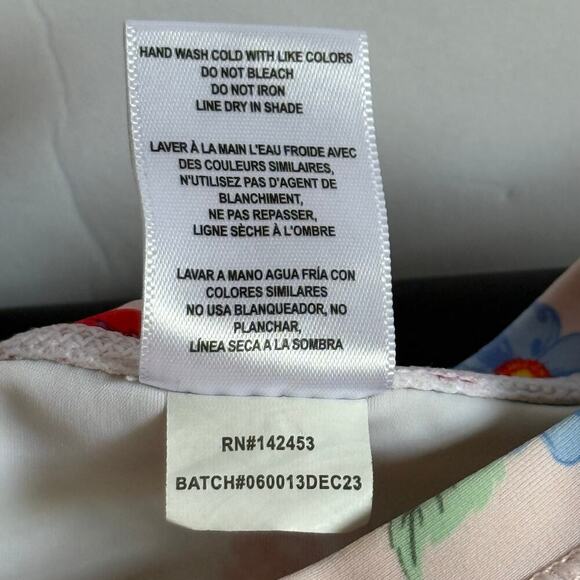 HAND WASH COLD WITH LIKE COLORS
DO NOT BLEACH
DO NOT IRON
LINE DRY IN SHADE
LAVER À LA MAIN L'EAU FROIDE AVEC
DES COULEURS SIMILAIRES,
N'UTILISEZ PAS D'AGENT DE
BLANCHIMENT,
NE PAS REPASSER,
LIGNE SÈCHE À L'OMBRE
LAVAR A MANO AGUA FRÍA CON
COLORES SIMILARES
NO USA BLANQUEADOR, NO
PLANCHAR,
LÍNEA SECA A LA SOMBRA
RN#142453
BATCH#060013DEC23